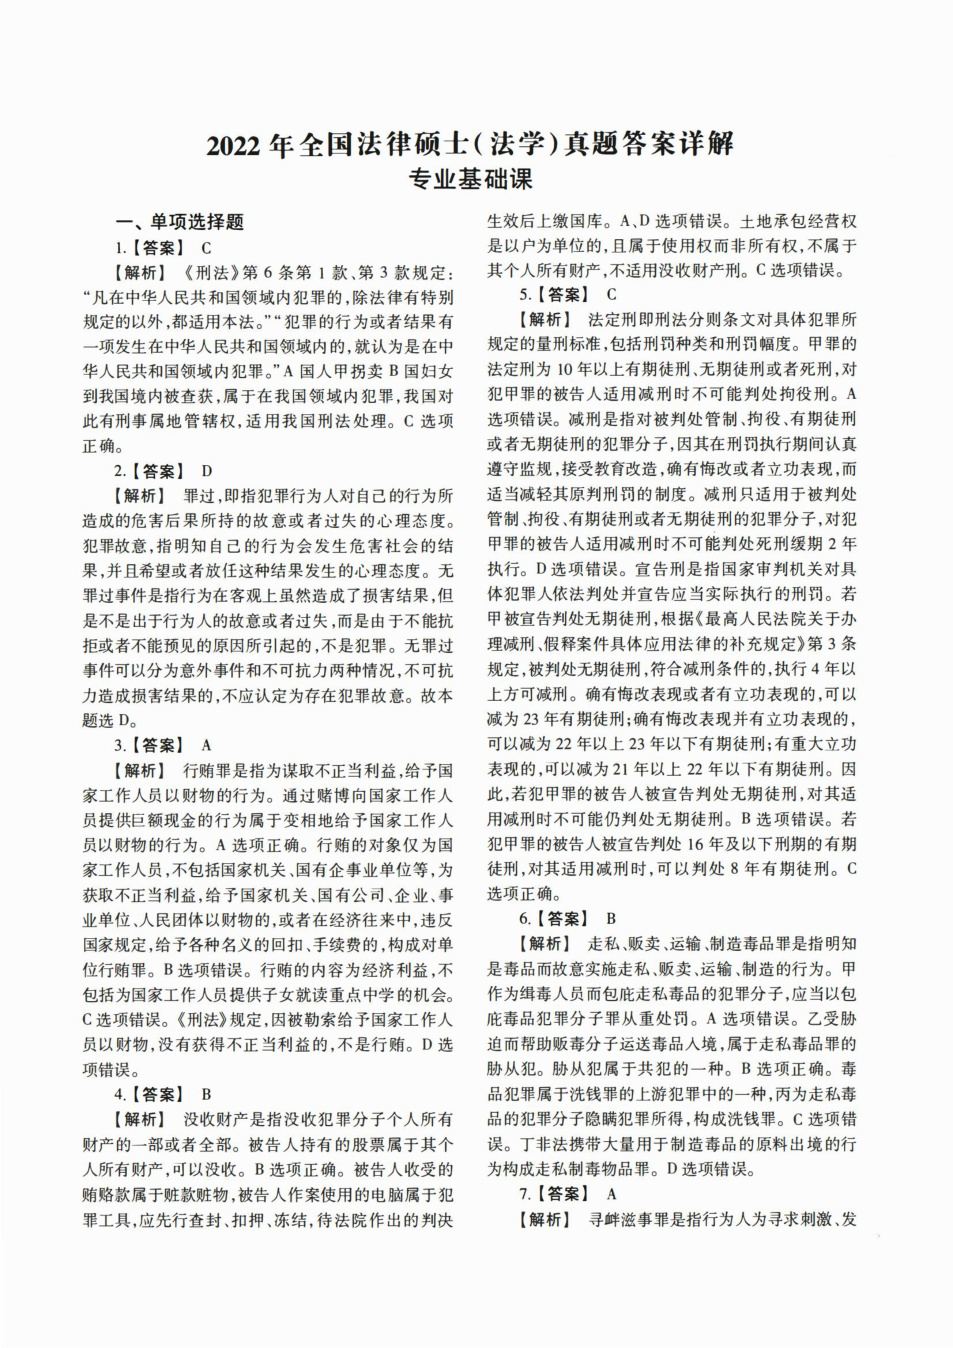 2022 年全国法律硕士(法学)真题答案详解
专业基础课
一、单项选择题
1.【答案】 C
【解析】 《刑法》第 6 条第 1 款、第 3 款规定：
“凡在中华人民共和国领域内犯罪的,除法律有特别
规定的以外,都适用本法。”“犯罪的行为或者结果有
一项发生在中华人民共和国领域内的,就认为是在中
华人民共和国领域内犯罪。”A 国人甲拐卖 B 国妇女
到我国境内被查获,属于在我国领域内犯罪,我国对
此有刑事属地管辖权,适用我国刑法处理。C 选项
正确。
2.【答案】 D
【解析】 罪过,即指犯罪行为人对自己的行为所
造成的危害后果所持的故意或者过失的心理态度。
犯罪故意,指明知自己的行为会发生危害社会的结
果,并且希望或者放任这种结果发生的心理态度。无
罪过事件是指行为在客观上虽然造成了损害结果,但
是不是出于行为人的故意或者过失,而是由于不能抗
拒或者不能预见的原因所引起的,不是犯罪。无罪过
事件可以分为意外事件和不可抗力两种情况,不可抗
力造成损害结果的,不应认定为存在犯罪故意。故本
题选 D。
3.【答案】 A
【解析】 行贿罪是指为谋取不正当利益,给予国
家工作人员以财物的行为。通过赌博向国家工作人
员提供巨额现金的行为属于变相地给予国家工作人
员以财物的行为。A 选项正确。行贿的对象仅为国
家工作人员,不包括国家机关、国有企事业单位等,为
获取不正当利益,给予国家机关、国有公司、企业、事
业单位、人民团体以财物的,或者在经济往来中,违反
国家规定,给予各种名义的回扣、手续费的,构成对单
位行贿罪。B 选项错误。行贿的内容为经济利益,不
包括为国家工作人员提供子女就读重点中学的机会。
C 选项错误。《刑法》规定,因被勒索给予国家工作人
员以财物,没有获得不正当利益的,不是行贿。D 选
项错误。
4.【答案】 B
【解析】 没收财产是指没收犯罪分子个人所有
财产的一部或者全部。被告人持有的股票属于其个
人所有财产,可以没收。B 选项正确。被告人收受的
贿赂款属于赃款赃物,被告人作案使用的电脑属于犯
罪工具,应先行查封、扣押、冻结,待法院作出的判决
生效后上缴国库。A、D 选项错误。土地承包经营权
是以户为单位的,且属于使用权而非所有权,不属于
其个人所有财产,不适用没收财产刑。C 选项错误。
5.【答案】 C
【解析】 法定刑即刑法分则条文对具体犯罪所
规定的量刑标准,包括刑罚种类和刑罚幅度。甲罪的
法定刑为 10 年以上有期徒刑、无期徒刑或者死刑,对
犯甲罪的被告人适用减刑时不可能判处拘役刑。A
选项错误。减刑是指对被判处管制、拘役、有期徒刑
或者无期徒刑的犯罪分子,因其在刑罚执行期间认真
遵守监规,接受教育改造,确有悔改或者立功表现,而
适当减轻其原判刑罚的制度。减刑只适用于被判处
管制、拘役、有期徒刑或者无期徒刑的犯罪分子,对犯
甲罪的被告人适用减刑时不可能判处死刑缓期 2 年
执行。D 选项错误。宣告刑是指国家审判机关对具
体犯罪人依法判处并宣告应当实际执行的刑罚。若
甲被宣告判处无期徒刑,根据《最高人民法院关于办
理减刑、假释案件具体应用法律的补充规定》第 3 条
规定,被判处无期徒刑,符合减刑条件的,执行 4 年以
上方可减刑。确有悔改表现或者有立功表现的,可以
减为 23 年有期徒刑;确有悔改表现并有立功表现的,
可以减为 22 年以上 23 年以下有期徒刑;有重大立功
表现的,可以减为 21 年以上 22 年以下有期徒刑。因
此,若犯甲罪的被告人被宣告判处无期徒刑,对其适
用减刑时不可能仍判处无期徒刑。B 选项错误。若
犯甲罪的被告人被宣告判处 16 年及以下刑期的有期
徒刑,对其适用减刑时,可以判处 8 年有期徒刑。C
选项正确。
6.【答案】 B
【解析】 走私、贩卖、运输、制造毒品罪是指明知
是毒品而故意实施走私、贩卖、运输、制造的行为。甲
作为缉毒人员而包庇走私毒品的犯罪分子,应当以包
庇毒品犯罪分子罪从重处罚。A 选项错误。乙受胁
迫而帮助贩毒分子运送毒品入境,属于走私毒品罪的
胁从犯。胁从犯属于共犯的一种。B 选项正确。毒
品犯罪属于洗钱罪的上游犯罪中的一种,丙为走私毒
品的犯罪分子隐瞒犯罪所得,构成洗钱罪。C 选项错
误。丁非法携带大量用于制造毒品的原料出境的行
为构成走私制毒物品罪。D 选项错误。
7.【答案】 A
【解析】 寻衅滋事罪是指行为人为寻求刺激、发